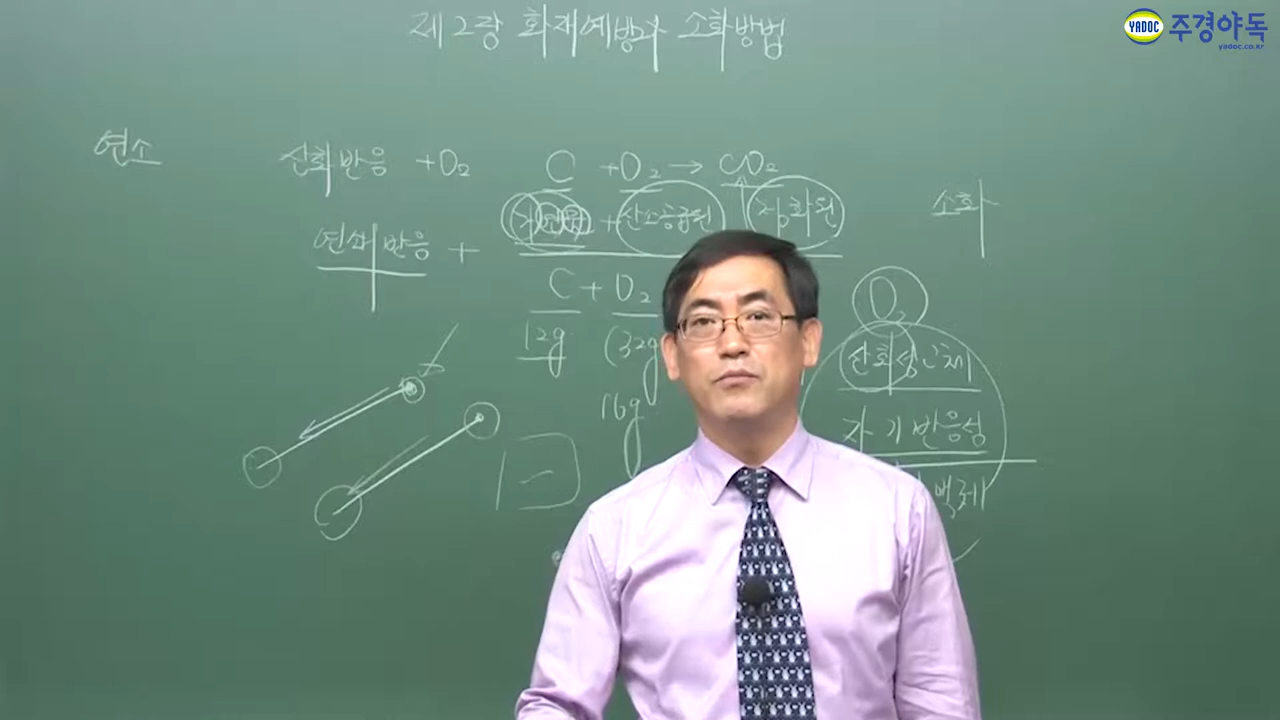 제 2장 화재예방과 소화방법
YADOC 주경야독
yadoc.co.kr
연소
산화반응 +O₂
C +O₂ → CO₂
가연물 + 산소공급원 점화원
연쇄반응 +
소화
C + O₂
O₂
12g (32g
산화성고체
16g
자기반응성
액체